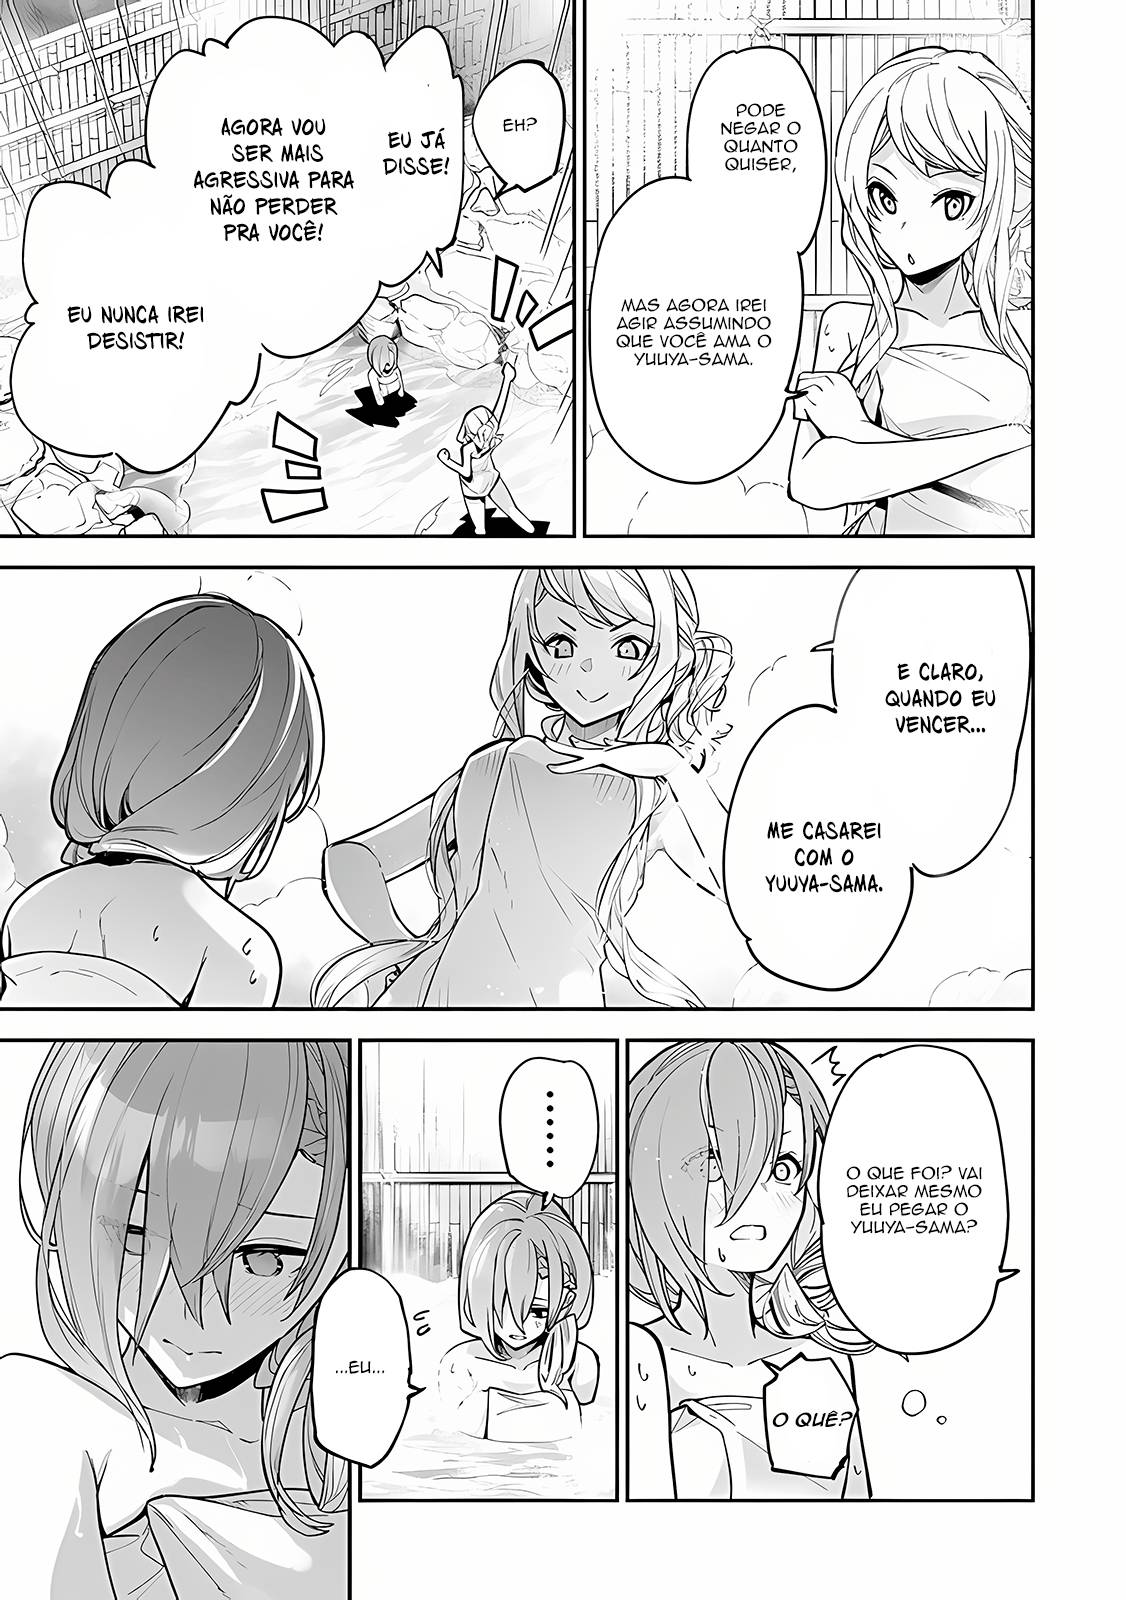 PODE
NEGAR O
QUANTO
QUISER,
MAS AGORA IREI
AGIR ASSUMINDO
QUE VOCÊ AMA O
YUUYA-SAMA.
EH?
EU JÁ
DISSE!
AGORA VOU
SER MAIS
AGRESSIVA PARA
NÃO PERDER
PRA VOCÊ!
EU NUNCA IREI
DESISTIR!
E CLARO,
QUANDO EU
VENCER...
ME CASAREI
COM O
YUUYA-SAMA.
O QUE FOI? VAI
DEIXAR MESMO
EU PEGAR O
YUUYA-SAMA?
O QUÊ?
......
...EU...